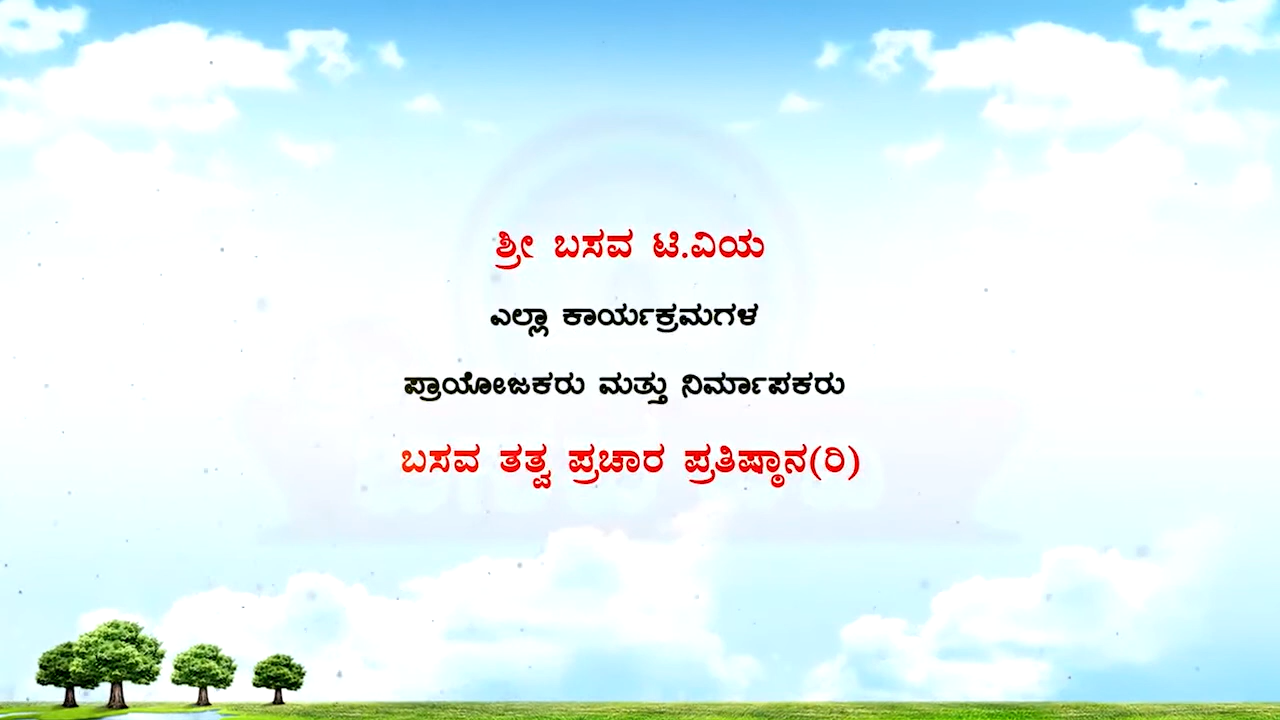 ಶ್ರೀ ಬಸವ ಟಿ.ವಿಯ
ಎಲ್ಲಾ ಕಾರ್ಯಕ್ರಮಗಳ
ಪ್ರಾಯೋಜಕರು ಮತ್ತು ನಿರ್ಮಾಪಕರು
ಬಸವ ತತ್ವ ಪ್ರಚಾರ ಪ್ರತಿಷ್ಠಾನ(ರಿ)